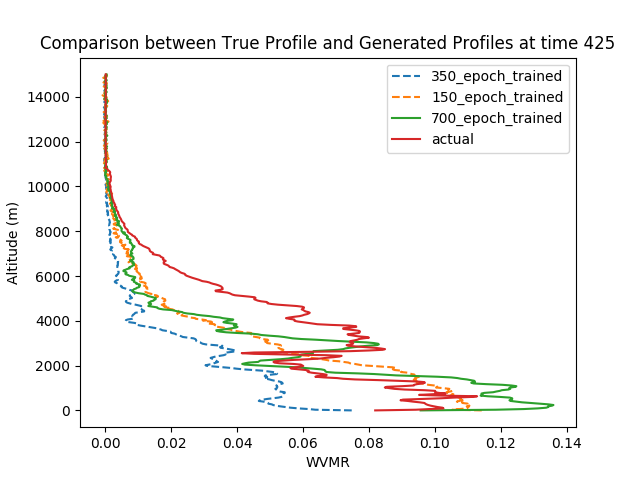 Comparison between True Profile and Generated Profiles at time 425
350_epoch_trained
150_epoch_trained
700_epoch_trained
actual
Altitude (m)
14000
12000
10000
8000
6000
4000
2000
0
0.00 0.02 0.04 0.06 0.08 0.10 0.12 0.14
WVMR